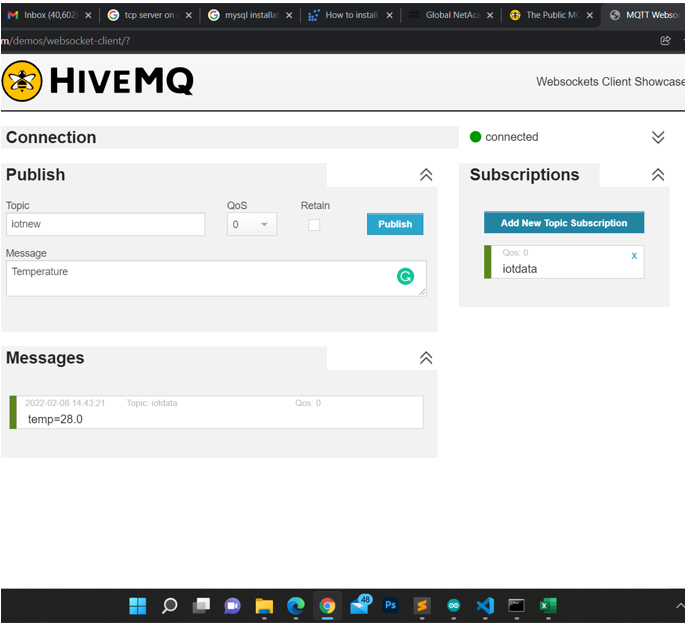 Inbox (40,602)
tcp server on
mysql installat
How to install
Global NetAca
The Public MQ
MQTT Webso
m/demos/websocket-client/?
HIVEMQ
Websockets Client Showcase
Connection
connected
Publish
Subscriptions
Topic
QoS
Retain
iotnew
0
Publish
Add New Topic Subscription
Message
Temperature
Qos: 0
x
iotdata
Messages
2022-02-08 14:43:21 Topic: iotdata Qos: 0
temp=28.0
48
Ps